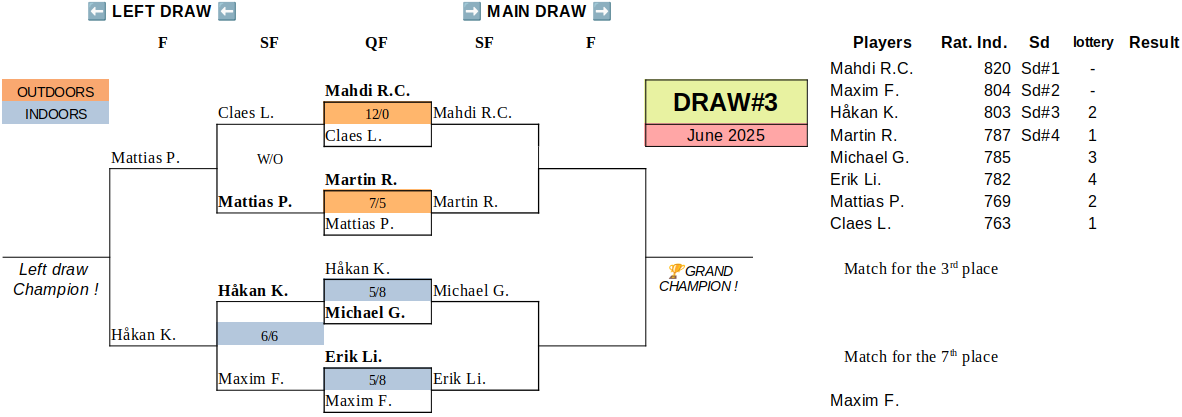 ⬅️ LEFT DRAW ⬅️ ➡️ MAIN DRAW ➡️
F SF QF SF F
Players Rat. Ind. Sd lottery Result
Mahdi R.C. 820 Sd#1 -
OUTDOORS
Mahdi R.C.
DRAW#3
Maxim F. 804 Sd#2 -
INDOORS
Claes L. 12/0 Mahdi R.C.
Håkan K. 803 Sd#3 2
Claes L.
June 2025
Martin R. 787 Sd#4 1
Mattias P. W/O
Michael G. 785 3
Martin R.
Erik Li. 782 4
Mattias P. 7/5 Martin R.
Mattias P. 769 2
Mattias P.
Claes L. 763 1
Left draw
Champion !
Håkan K.
🏆GRAND
CHAMPION !
Match for the 3rd place
Håkan K. 5/8 Michael G.
Michael G.
Håkan K. 6/6
Erik Li.
Match for the 7th place
Maxim F. 5/8 Erik Li.
Maxim F.
Maxim F.